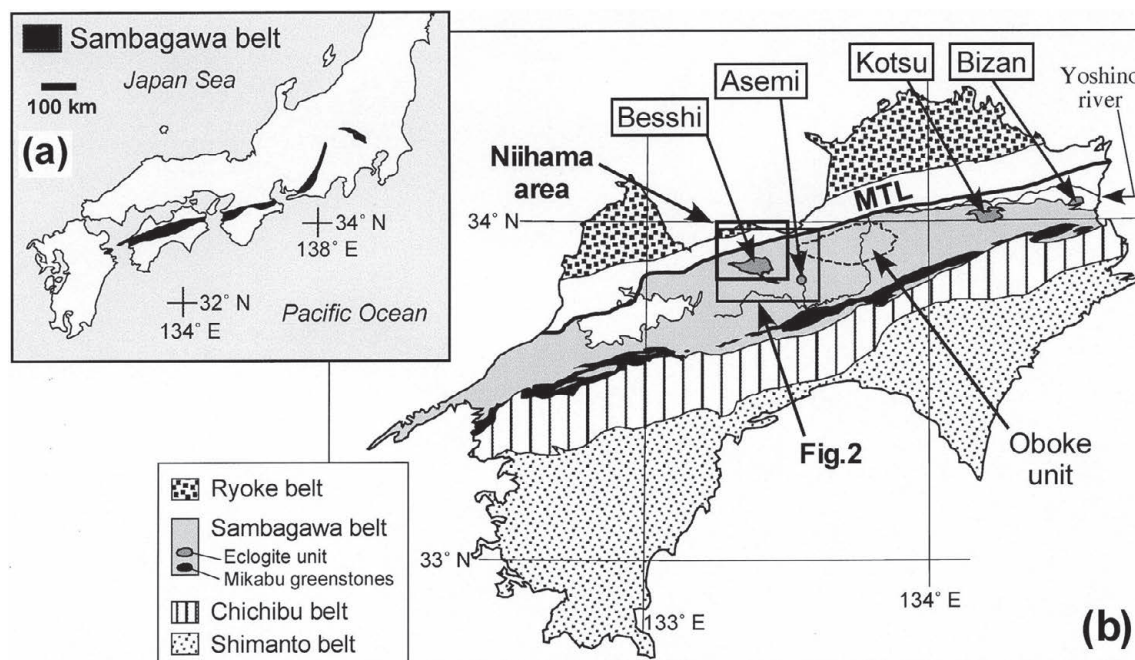 Sambagawa belt
100 km
Japan Sea
(a)
34° N
138° E
32° N
134° E
Pacific Ocean
Kotsu
Bizan
Yoshino
river
Asemi
Besshi
Niihama
area
MTL
34° N
Fig.2
Oboke
unit
33° N
133° E
134° E
(b)
Ryoke belt
Sambagawa belt
Eclogite unit
Mikabu greenstones
Chichibu belt
Shimanto belt